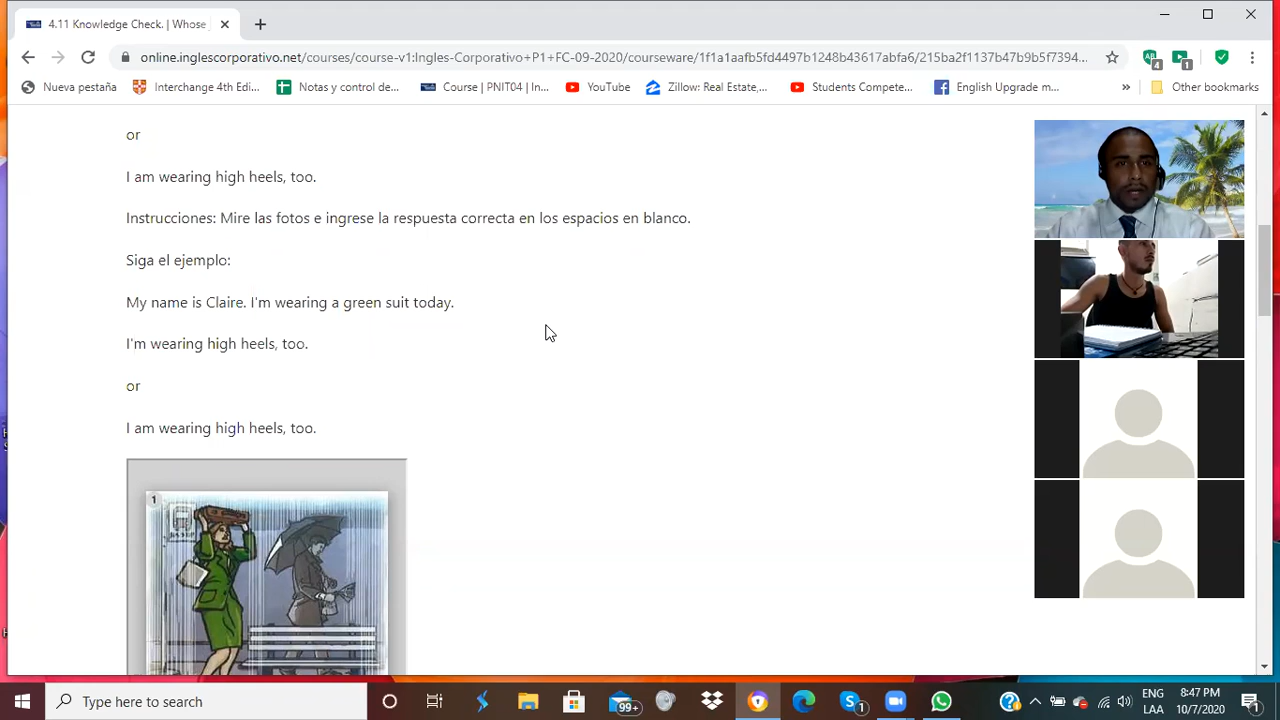 4.11 Knowledge Check. | Whose
online.inglescorporativo.net/courses/course-v1:Ingles-Corporativo+P1+FC-09-2020/courseware/1f1a1aafb5fd4497b1248b43617abfa6/215ba2f1137b47b9b5f7394...
4
1
Nueva pestaña
Interchange 4th Edi...
Notas y control de...
Course | PNIT04 | In...
YouTube
Zillow: Real Estate,...
Students Compete...
English Upgrade m...
»
Other bookmarks
or
I am wearing high heels, too.
Instrucciones: Mire las fotos e ingrese la respuesta correcta en los espacios en blanco.
Siga el ejemplo:
My name is Claire. I'm wearing a green suit today.
I'm wearing high heels, too.
or
I am wearing high heels, too.
1
Type here to search
99+
1
ENG
LAA
8:47 PM
10/7/2020
1